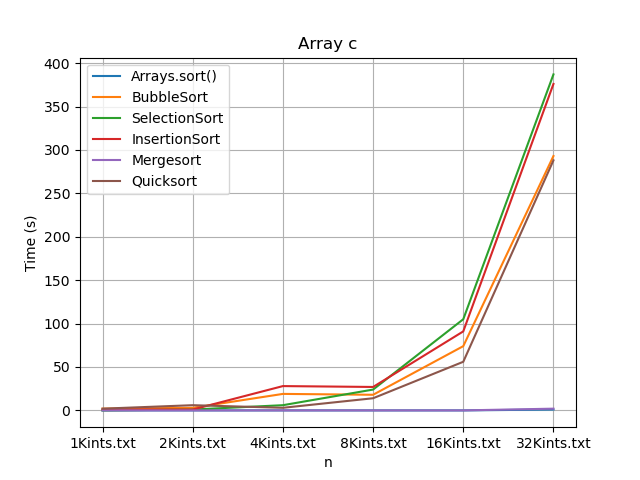 Array c
400
350
300
250
200
150
100
50
0
Time (s)
Arrays.sort()
BubbleSort
SelectionSort
InsertionSort
Mergesort
Quicksort
1Kints.txt 2Kints.txt 4Kints.txt 8Kints.txt 16Kints.txt 32Kints.txt
n